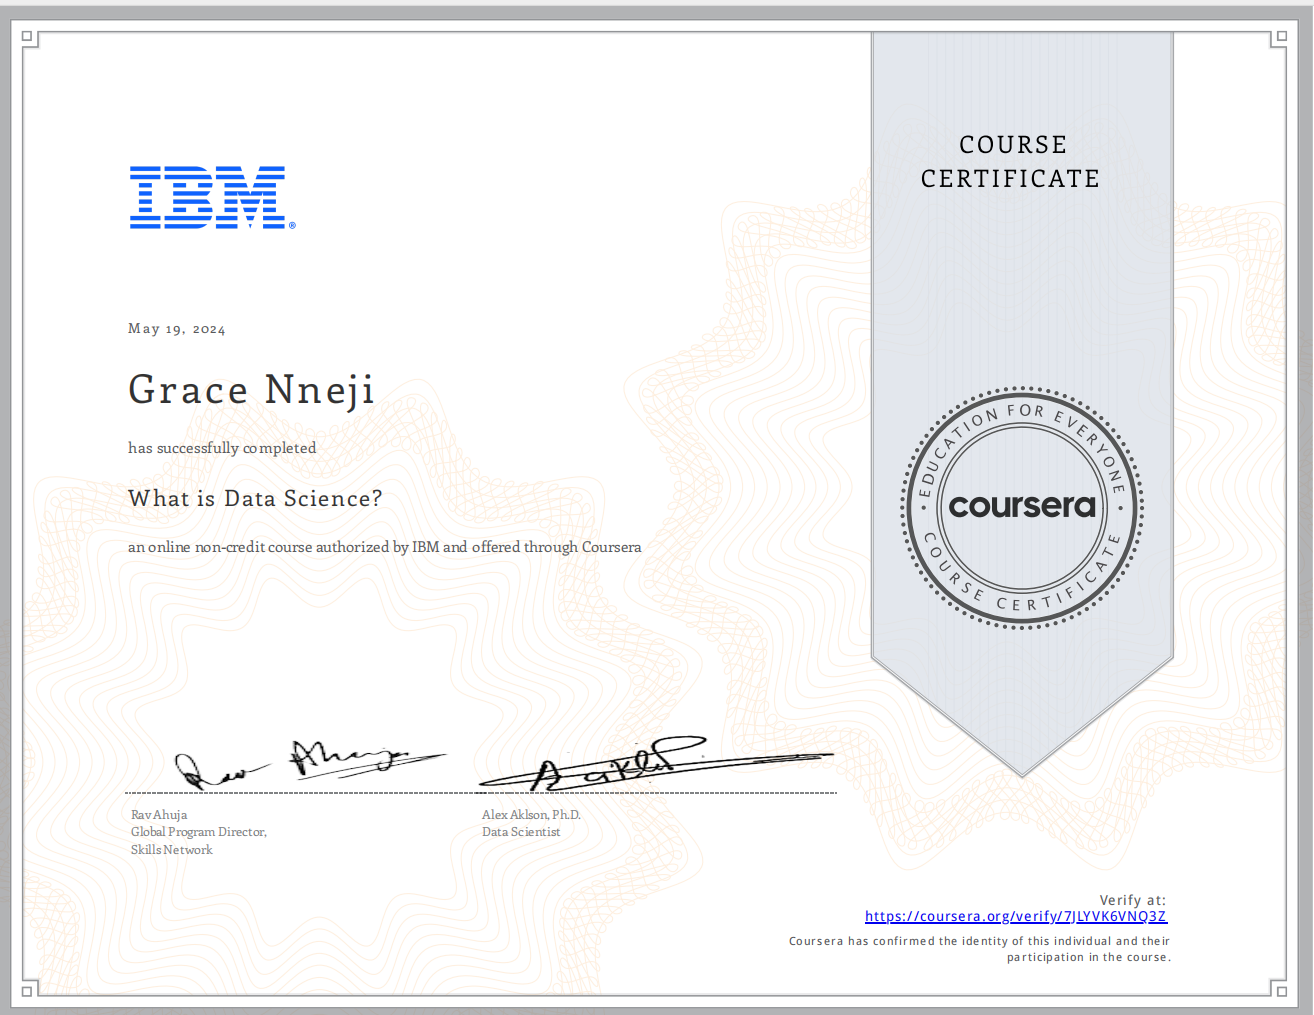 COURSE
CERTIFICATE
IBM®
May 19, 2024
Grace Nneji
has successfully completed
What is Data Science?
an online non-credit course authorized by IBM and offered through Coursera
EDUCATION FOR EVERYONE
coursera
COURSE CERTIFICATE
Rav Ahuja
Alex Aklson, Ph.D.
Global Program Director,
Data Scientist
Skills Network
Verify at:
https://coursera.org/verify/7JLYVK6VNQ3Z
Coursera has confirmed the identity of this individual and their
participation in the course.